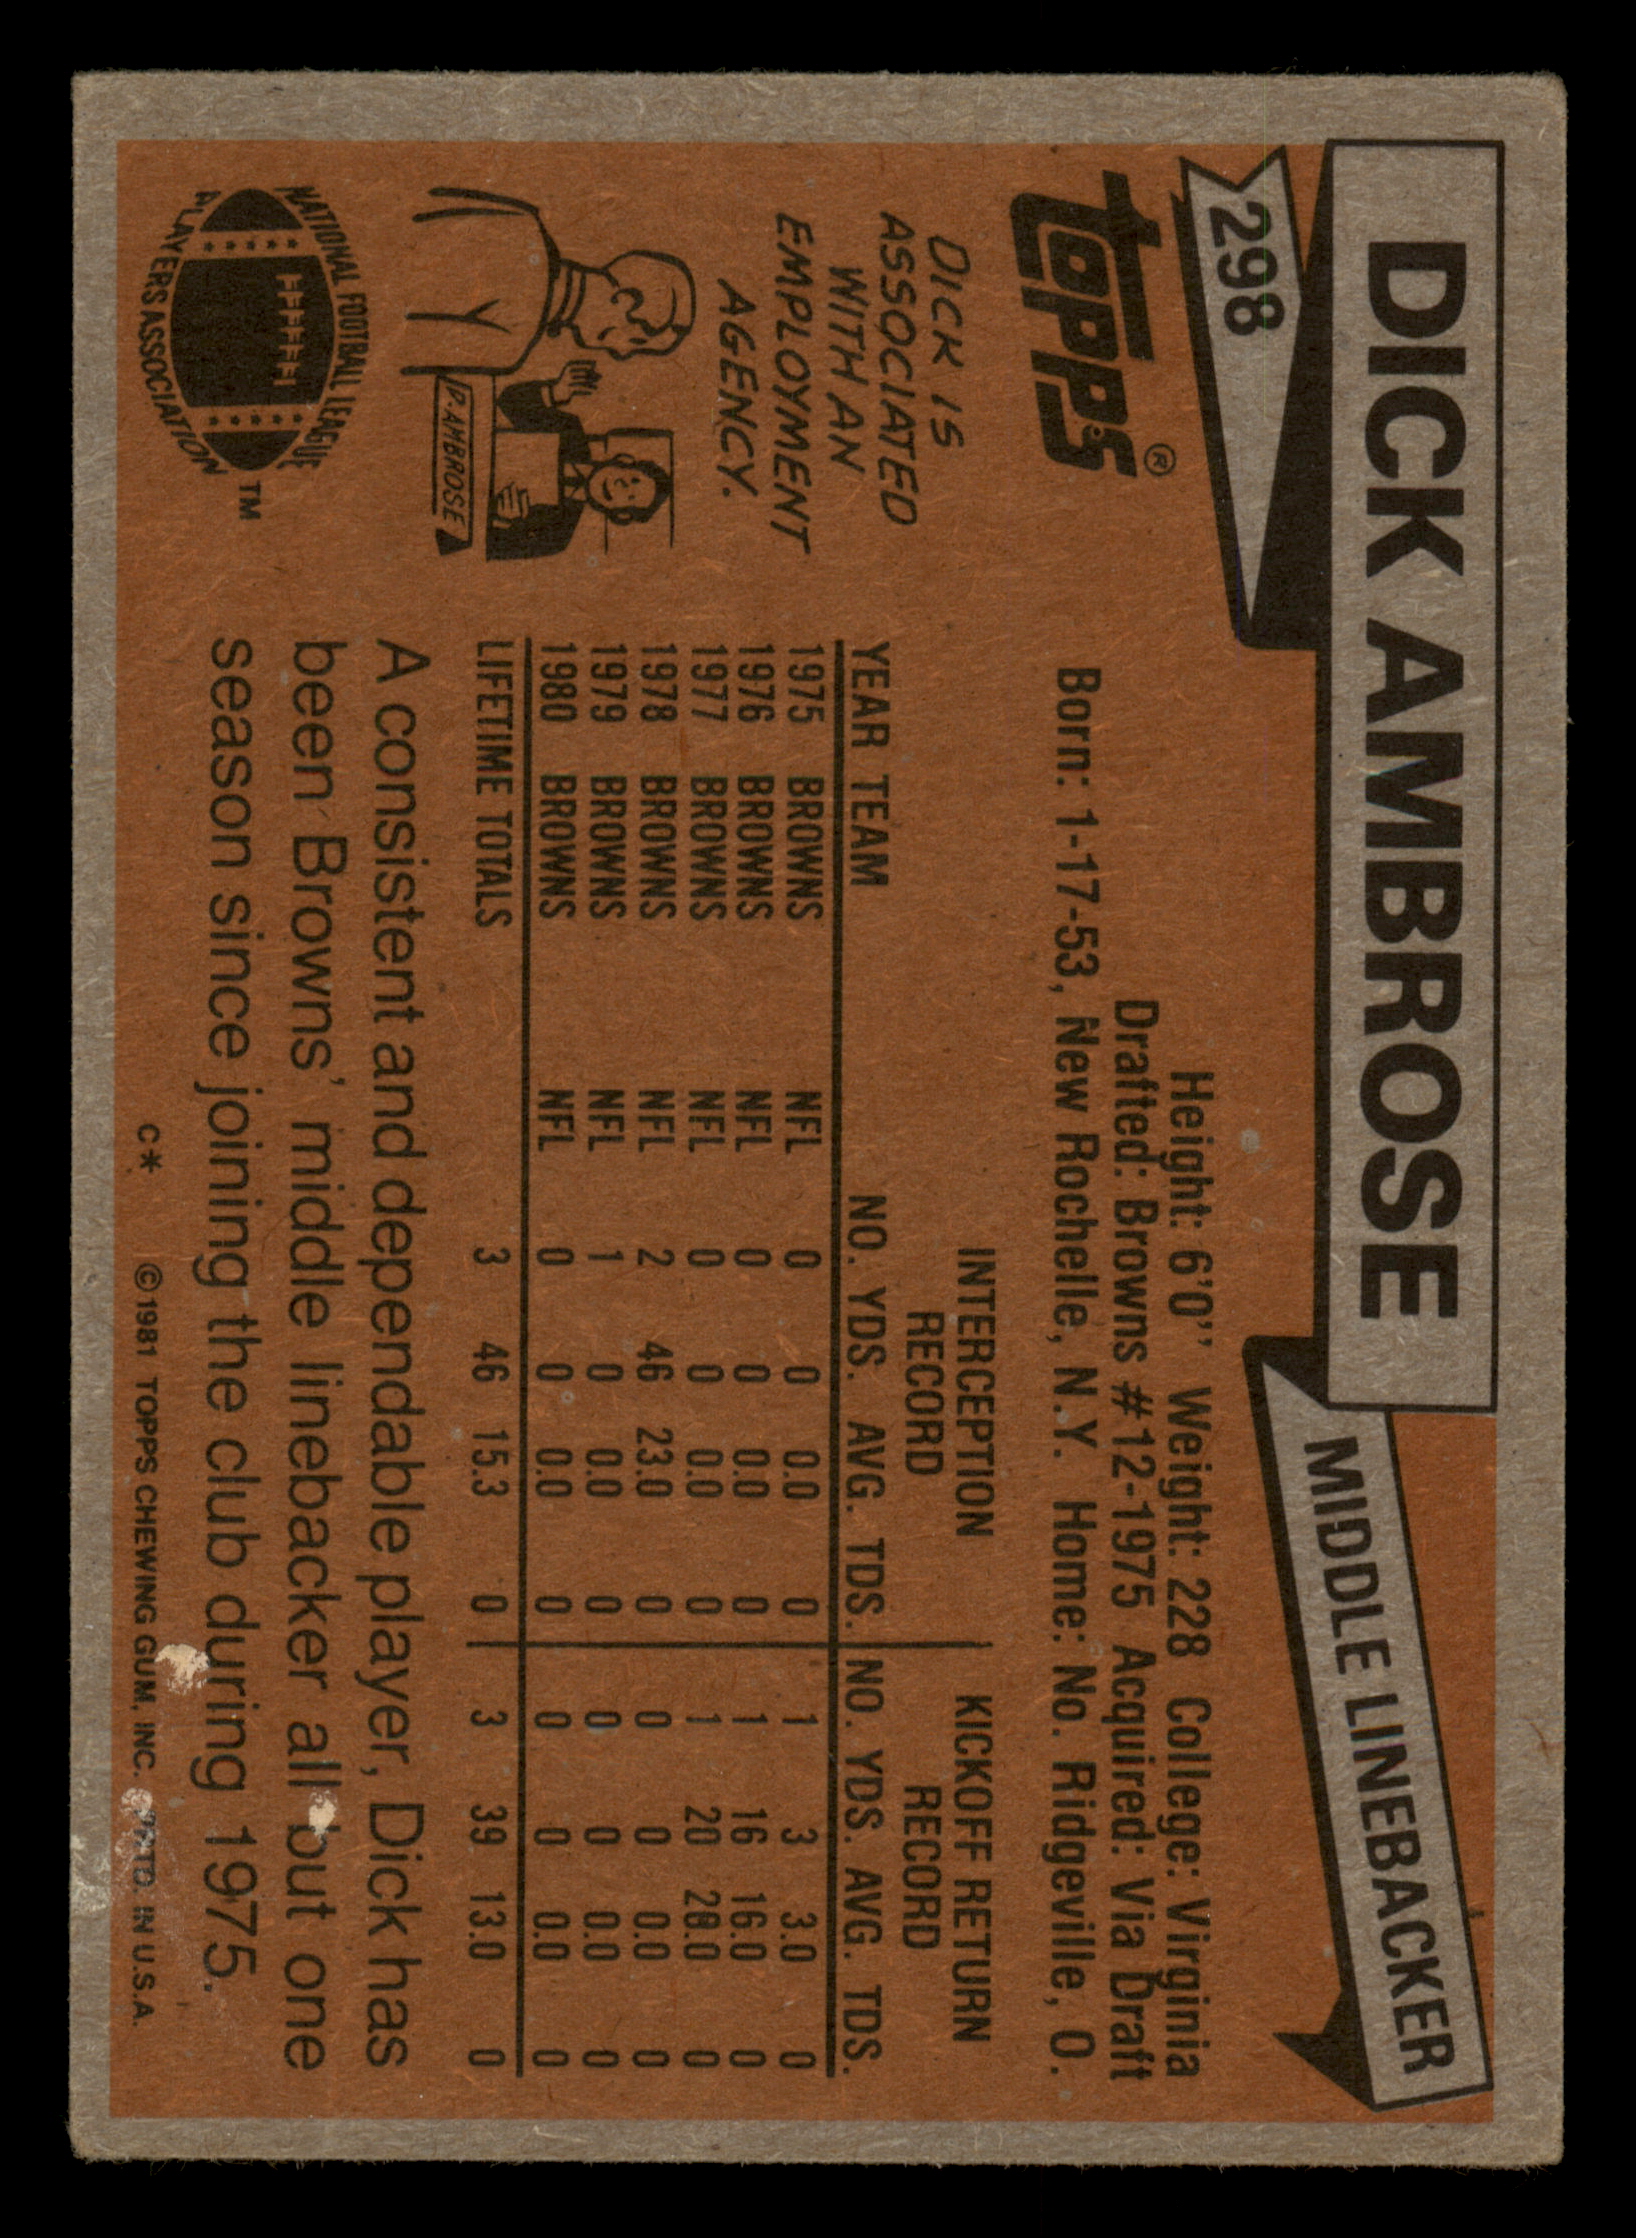 DICK AMBROSE
MIDDLE LINEBACKER
298
topps®
Height: 6'0'' Weight: 228 College: Virginia
Drafted: Browns #12-1975 Acquired: Via Draft
Born: 1-17-53, New Rochelle, N.Y. Home: No. Ridgeville, O.
DICK IS
ASSOCIATED
WITH AN
EMPLOYMENT
AGENCY.
D. AMBROSE
INTERCEPTION RECORD KICKOFF RETURN RECORD
YEAR TEAM NO. YDS. AVG. TDS. NO. YDS. AVG. TDS.
1975 BROWNS NFL 0 0 0.0 0 1 3 3.0 0
1976 BROWNS NFL 0 0 0.0 0 1 16 16.0 0
1977 BROWNS NFL 0 0 0.0 0 1 20 20.0 0
1978 BROWNS NFL 2 46 23.0 0 0 0 0.0 0
1979 BROWNS NFL 1 0 0.0 0 0 0 0.0 0
1980 BROWNS NFL 0 0 0.0 0 0 0 0.0 0
LIFETIME TOTALS 3 46 15.3 0 3 39 13.0 0
A consistent and dependable player, Dick has
been Browns' middle linebacker all but one
season since joining the club during 1975.
NATIONAL FOOTBALL LEAGUE
PLAYERS ASSOCIATION
TM
C* ©1981 TOPPS CHEWING GUM, INC. PRTD. IN U.S.A.